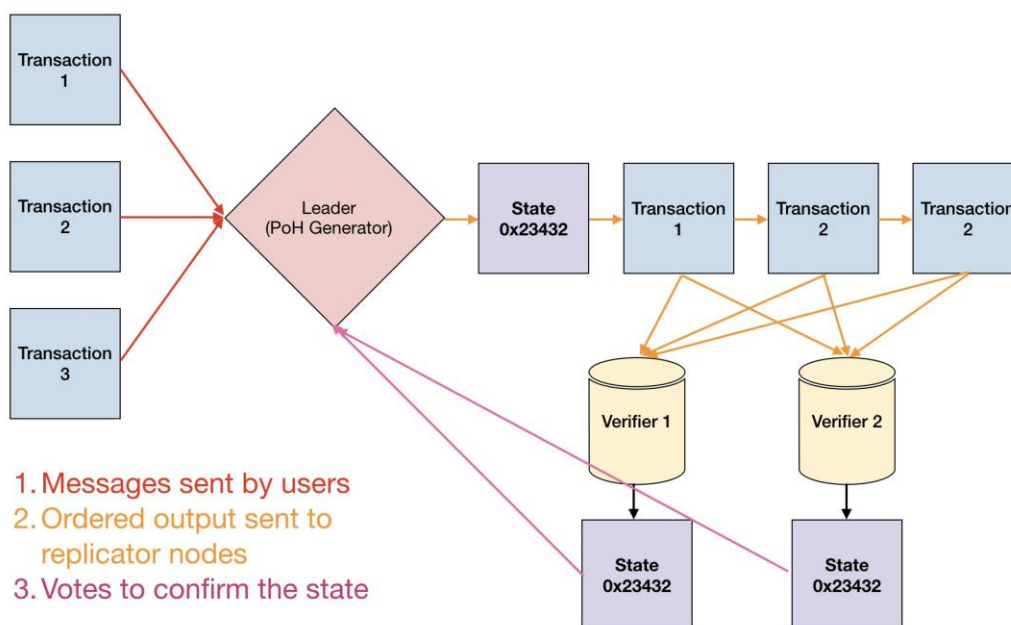 Transaction
1
Transaction
2
Transaction
3
Leader
(PoH Generator)
State
0x23432
Transaction
1
Transaction
2
Transaction
2
Verifier 1
Verifier 2
State
0x23432
State
0x23432
1. Messages sent by users
2. Ordered output sent to
replicator nodes
3. Votes to confirm the state